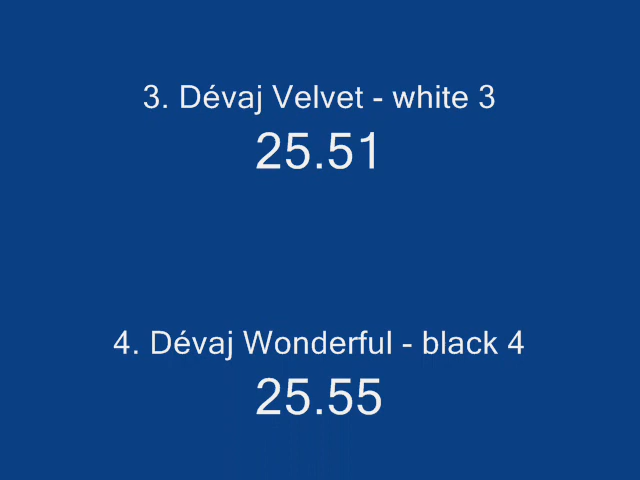 3. Dévaj Velvet - white 3
25.51
4. Dévaj Wonderful - black 4
25.55